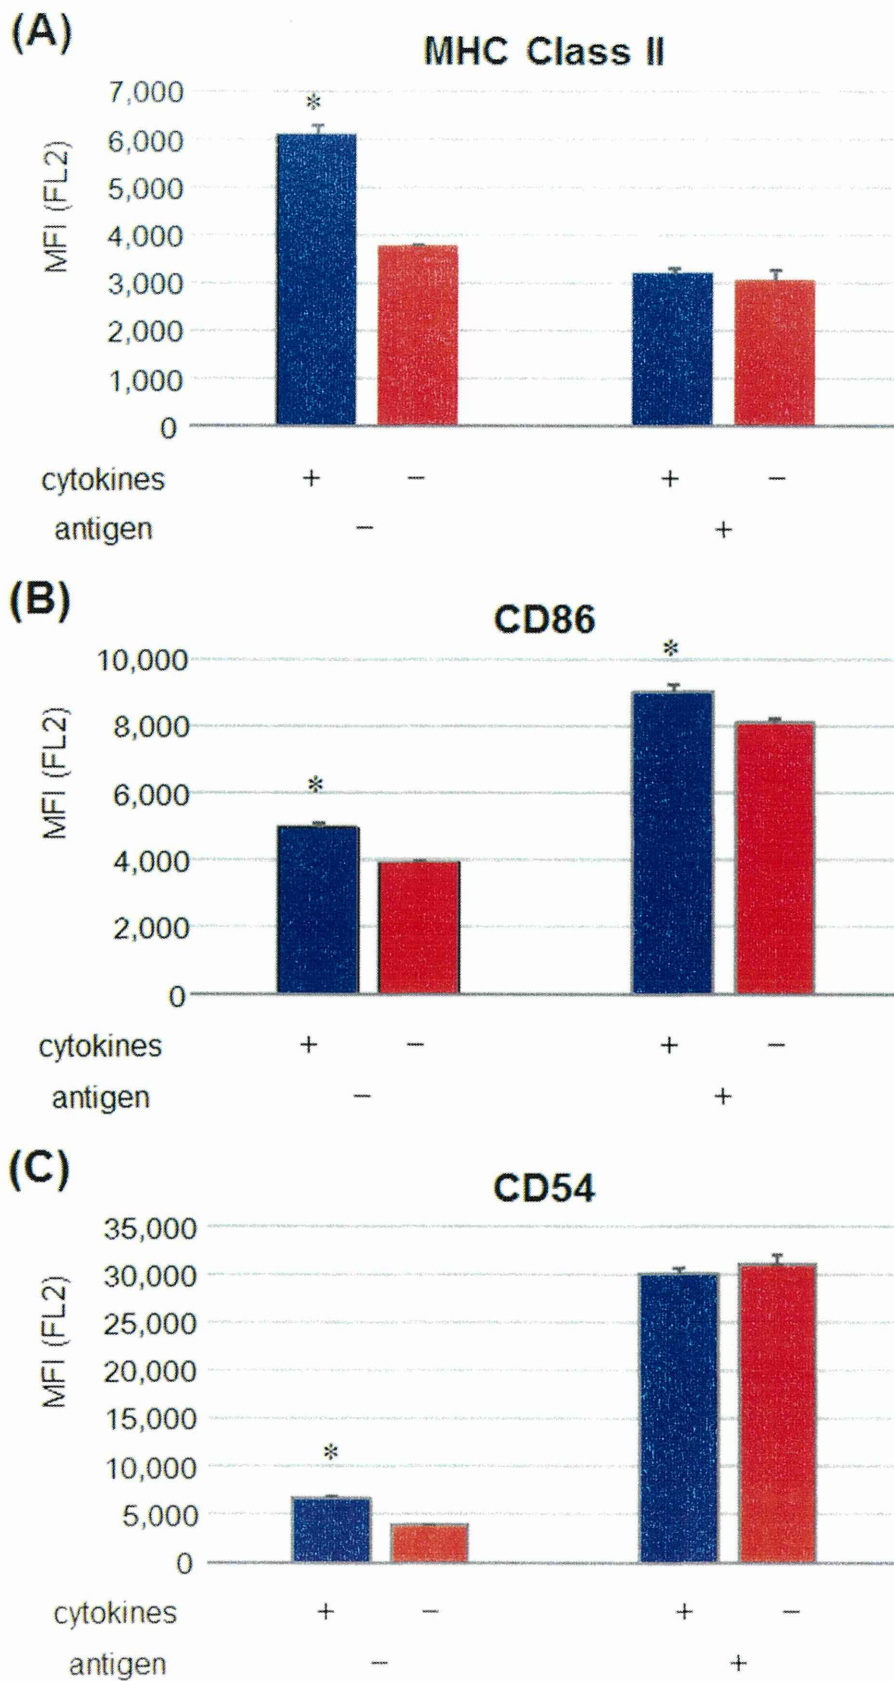 (A)
MHC Class II
7,000
6,000
5,000
4,000
3,000
2,000
1,000
0
MFI (FL2)
*
cytokines + − + −
antigen − +
(B)
CD86
10,000
8,000
6,000
4,000
2,000
0
MFI (FL2)
* *
cytokines + − + −
antigen − +
(C)
CD54
35,000
30,000
25,000
20,000
15,000
10,000
5,000
0
MFI (FL2)
*
cytokines + − + −
antigen − +